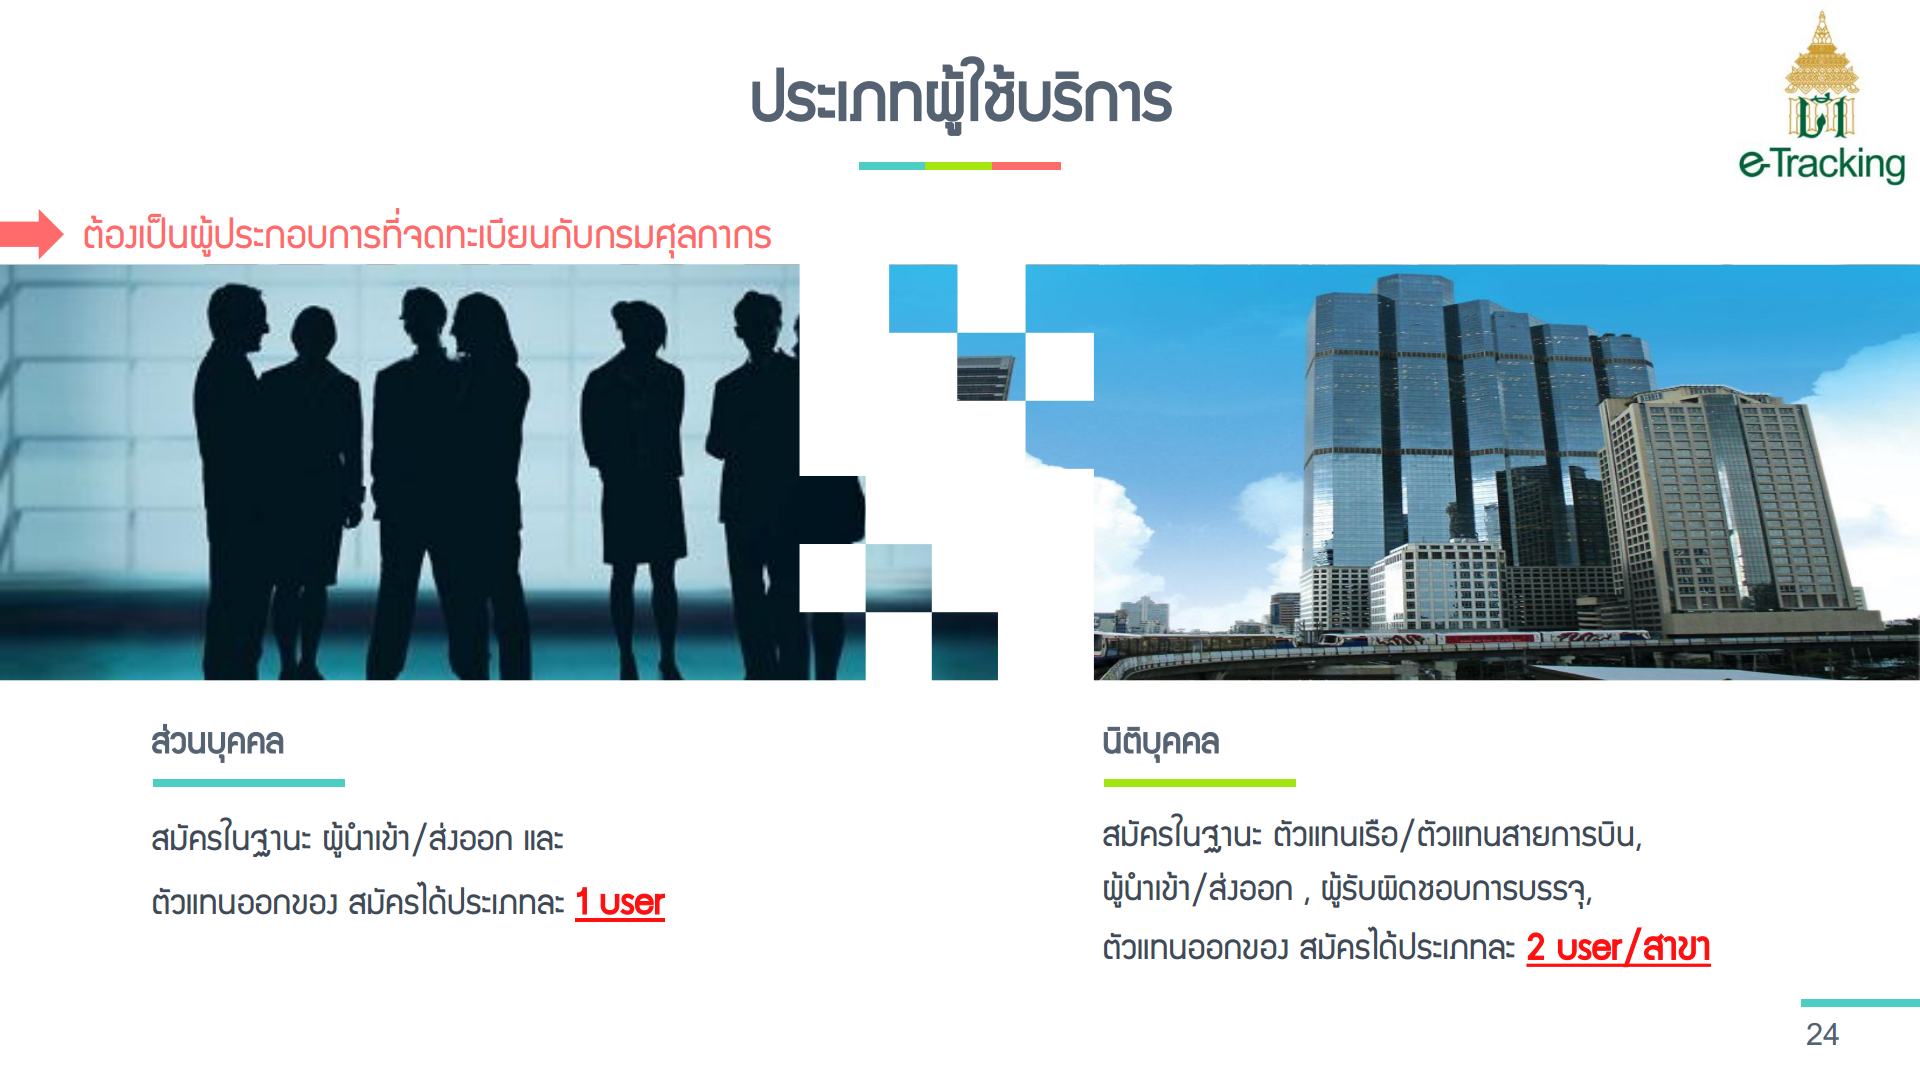 ประเภทผู้ใช้บริการ
e-Tracking
ต้องเป็นผู้ประกอบการที่จดทะเบียนกับกรมศุลกากร
ส่วนบุคคล
สมัครในฐานะ ผู้นำเข้า/ส่งออก และ
ตัวแทนออกของ สมัครได้ประเภทละ 1 user
นิติบุคคล
สมัครในฐานะ ตัวแทนเรือ/ตัวแทนสายการบิน,
ผู้นำเข้า/ส่งออก , ผู้รับผิดชอบการบรรจุ,
ตัวแทนออกของ สมัครได้ประเภทละ 2 user/สาขา
24